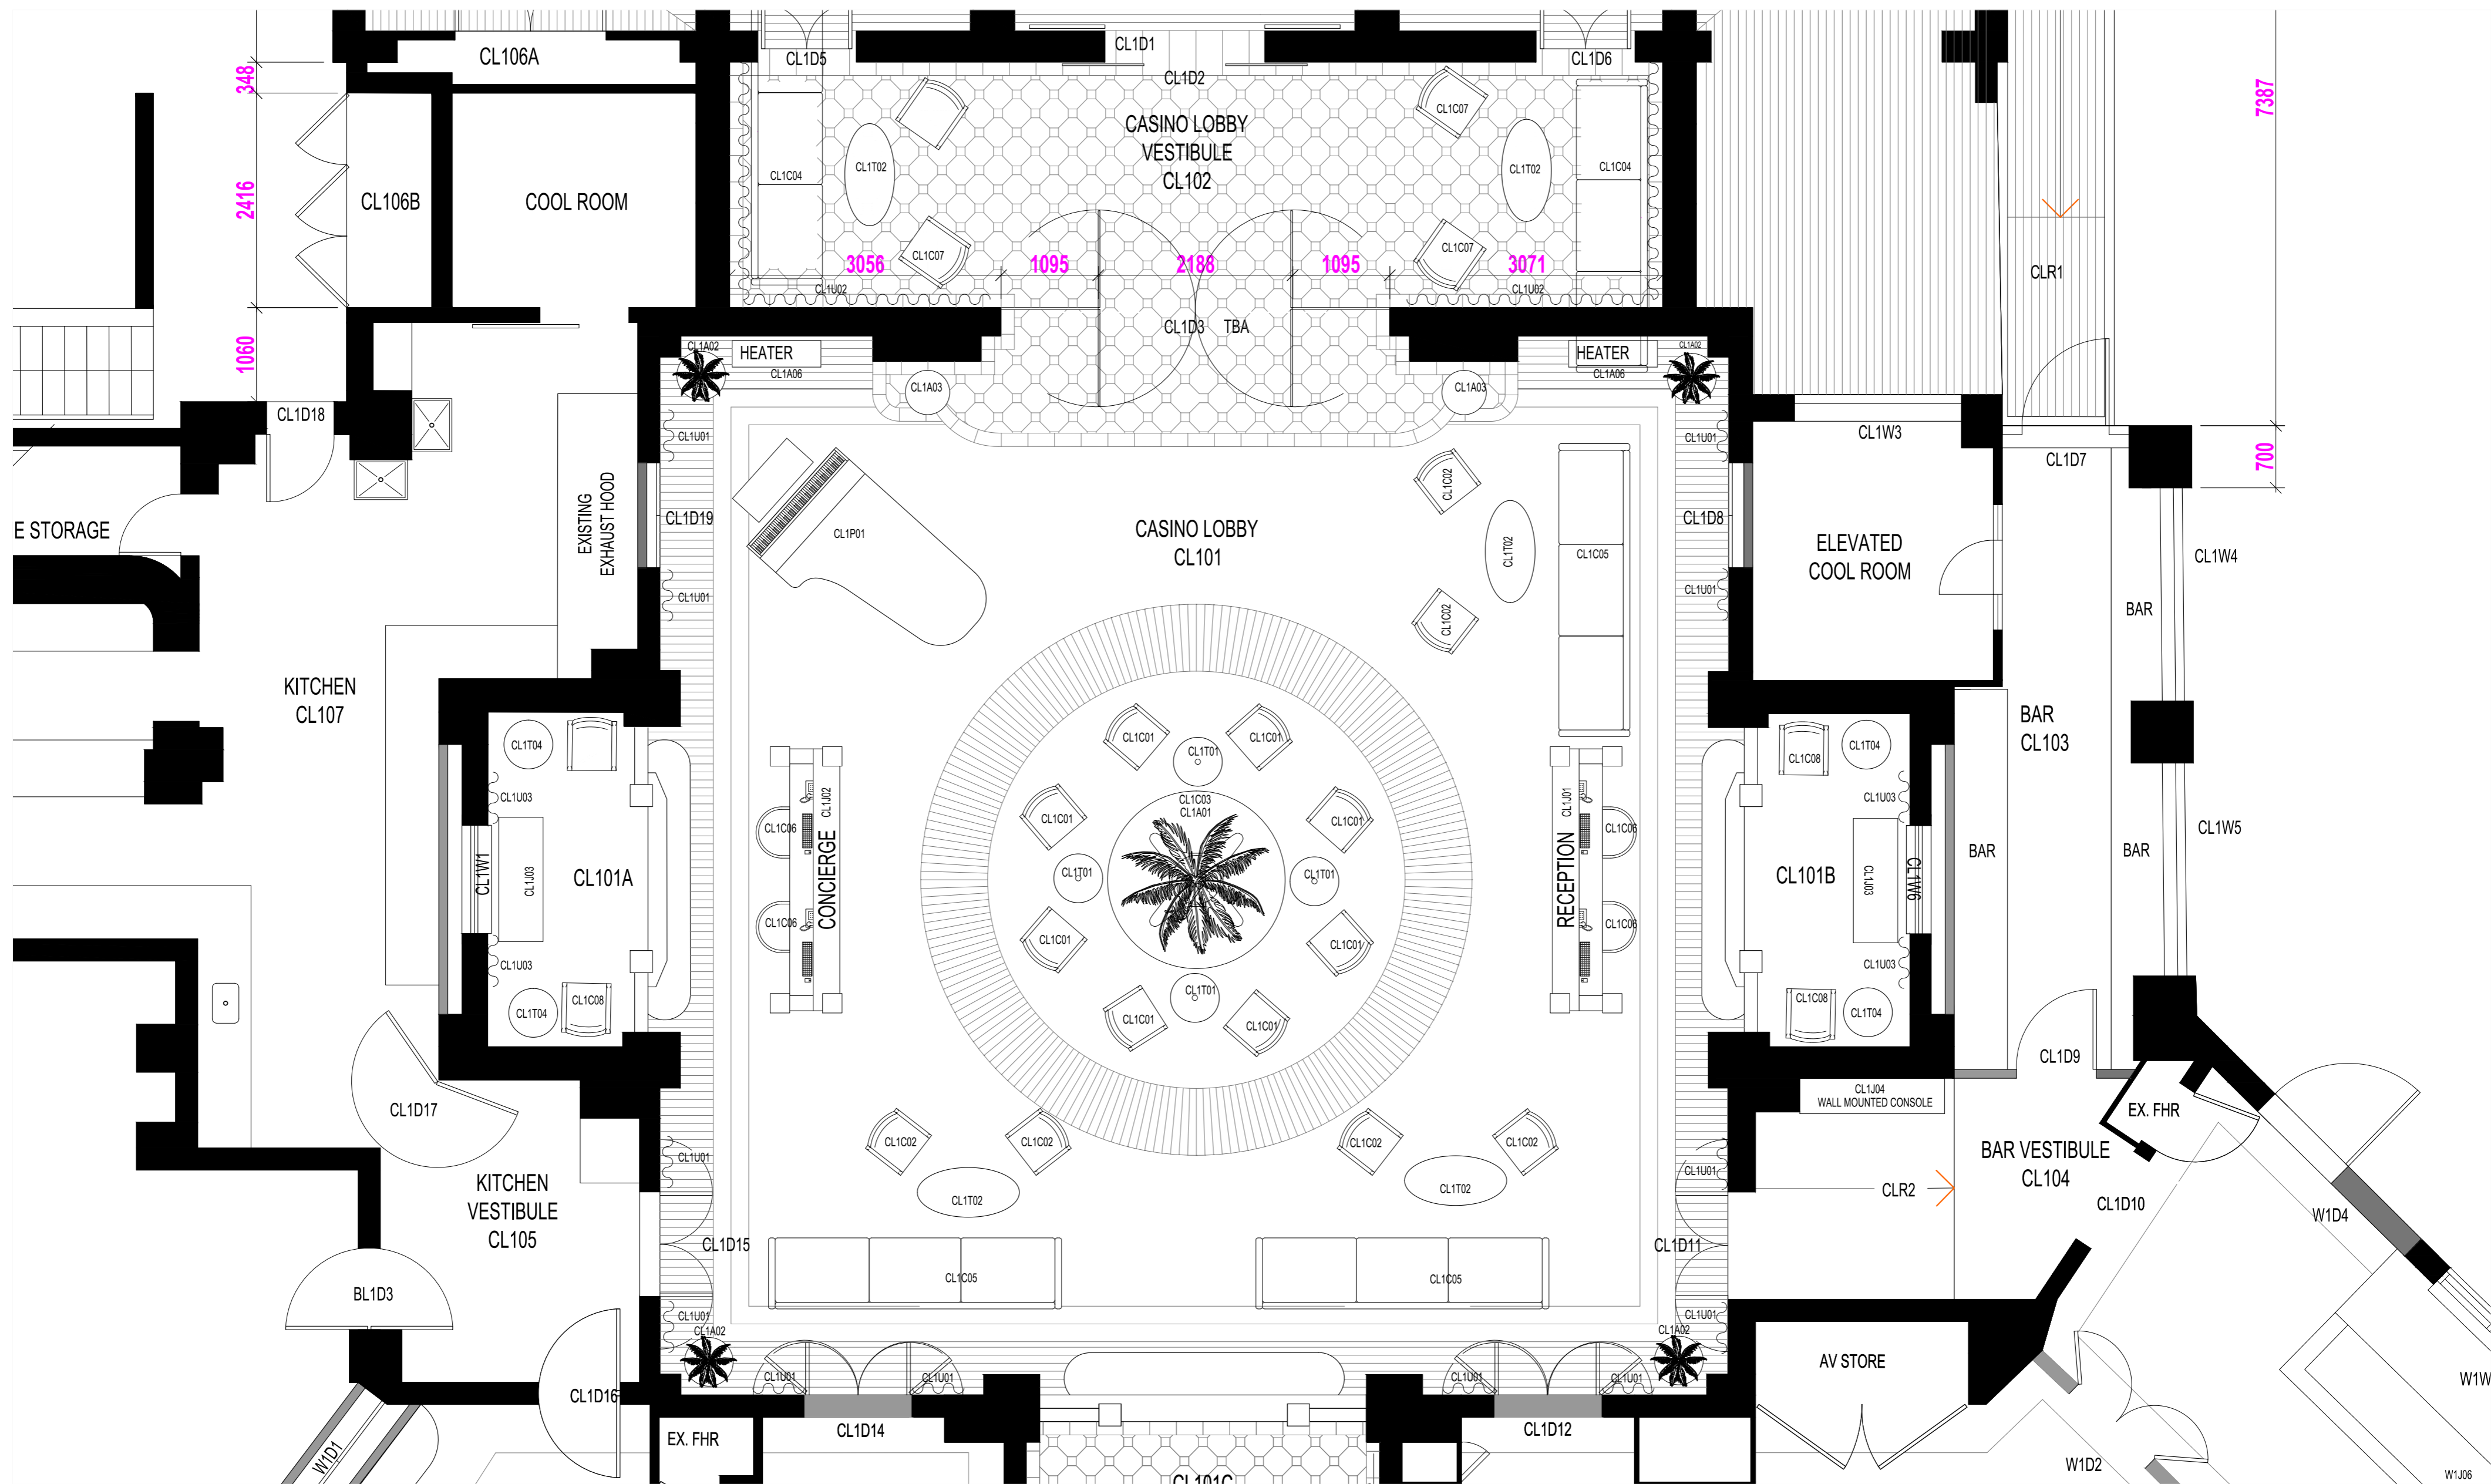 CL106A
CL1D5
CL1D1
CL1D6
CL1D2
348
7387
CASINO LOBBY
VESTIBULE
CL102
CL1C07
CL1C04
CL1T02
CL1T02
CL1C04
2416
CL106B
COOL ROOM
CL1C07
CL1C07
3056
1095
2188
1095
3071
CLR1
CL1U02
CL1U02
CL1D3
TBA
1060
CL1A02
HEATER
CL1A06
HEATER
CL1A02
CL1A06
CL1A03
CL1A03
CL1D18
CL1U01
CL1U01
CL1W3
CL1D7
700
CL1C02
E STORAGE
EXISTING
EXHAUST HOOD
CL1D19
CL1P01
CASINO LOBBY
CL101
CL1T02
CL1C05
CL1D8
ELEVATED
COOL ROOM
CL1W4
CL1U01
CL1C02
CL1U01
BAR
KITCHEN
CL107
BAR
CL103
CL1T04
CL1C01
CL1C01
CL1T01
CL1C08
CL1T04
CL1U03
CL1J02
CL1C03
CL1A01
CL1J01
CL1U03
CL1C06
CL1C01
CL1C01
CL1C06
CL1W5
CL1W1
CL1J03
CL101A
CONCIERGE
CL1T01
CL1T01
RECEPTION
CL101B
CL1J03
CL1W6
BAR
BAR
CL1C06
CL1C01
CL1C01
CL1C06
CL1U03
CL1U03
CL1T04
CL1C08
CL1T01
CL1C01
CL1C01
CL1C08
CL1T04
CL1D9
CL1D17
CL1J04
WALL MOUNTED CONSOLE
EX. FHR
CL1C02
CL1C02
CL1C02
CL1C02
CL1U01
CL1U01
BAR VESTIBULE
CL104
KITCHEN
VESTIBULE
CL105
CL1T02
CL1T02
CLR2
CL1D10
W1D4
CL1D15
CL1D11
CL1C05
CL1C05
BL1D3
CL1U01
CL1U01
CL1A02
CL1A02
AV STORE
CL1D16
CL1U01
CL1U01
CL1U01
CL1U01
W1W
EX. FHR
CL1D14
CL1D12
W1D1
W1D2
CL101C
W1J06